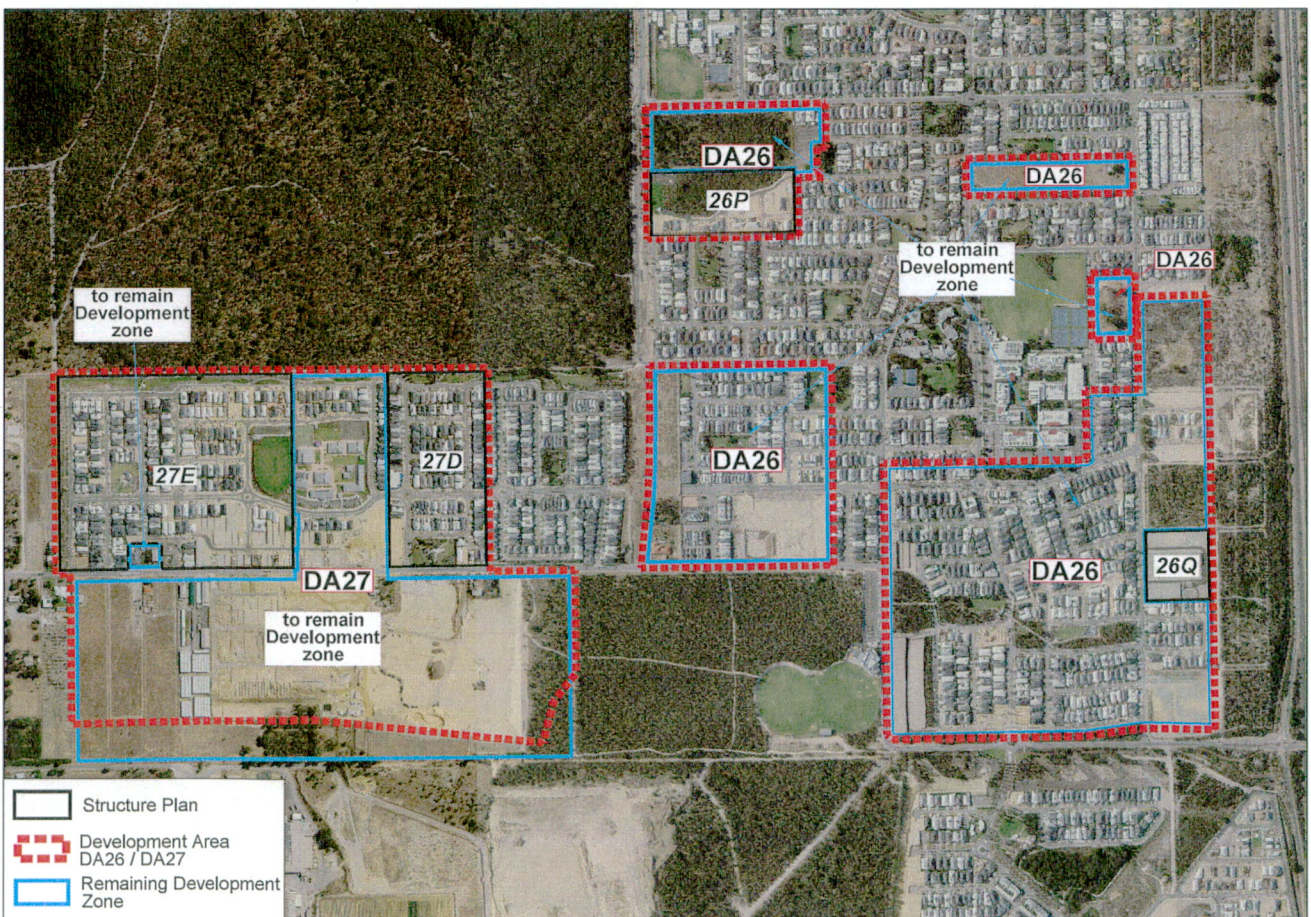 DA26
26P
DA26
to remain
Development
zone
DA26
to remain
Development
zone
27E
27D
DA26
DA27
to remain
Development
zone
DA26
26Q
Structure Plan
Development Area
DA26 / DA27
Remaining Development
Zone